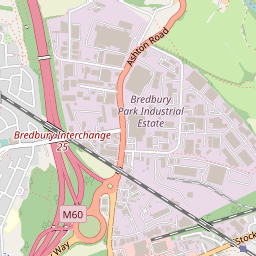 Ashton Road
Bredbury
Park Industrial
Estate
Bredbury Interchange
25
M60
Way
Stock